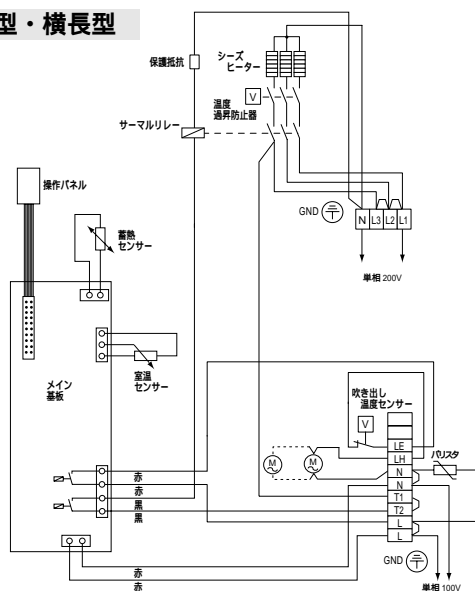 型・横長型
保護抵抗
シーズ
ヒーター
V
温度
過昇防止器
サーマルリレー
操作パネル
蓄熱
センサー
GND
N L3 L2 L1
単相 200V
室温
センサー
メイン
基板
吹き出し
温度センサー
V
バリスタ
LE
LH
M
M
N
N
T1
T2
L
L
赤
赤
黒
黒
GND
赤
赤
単相 100V